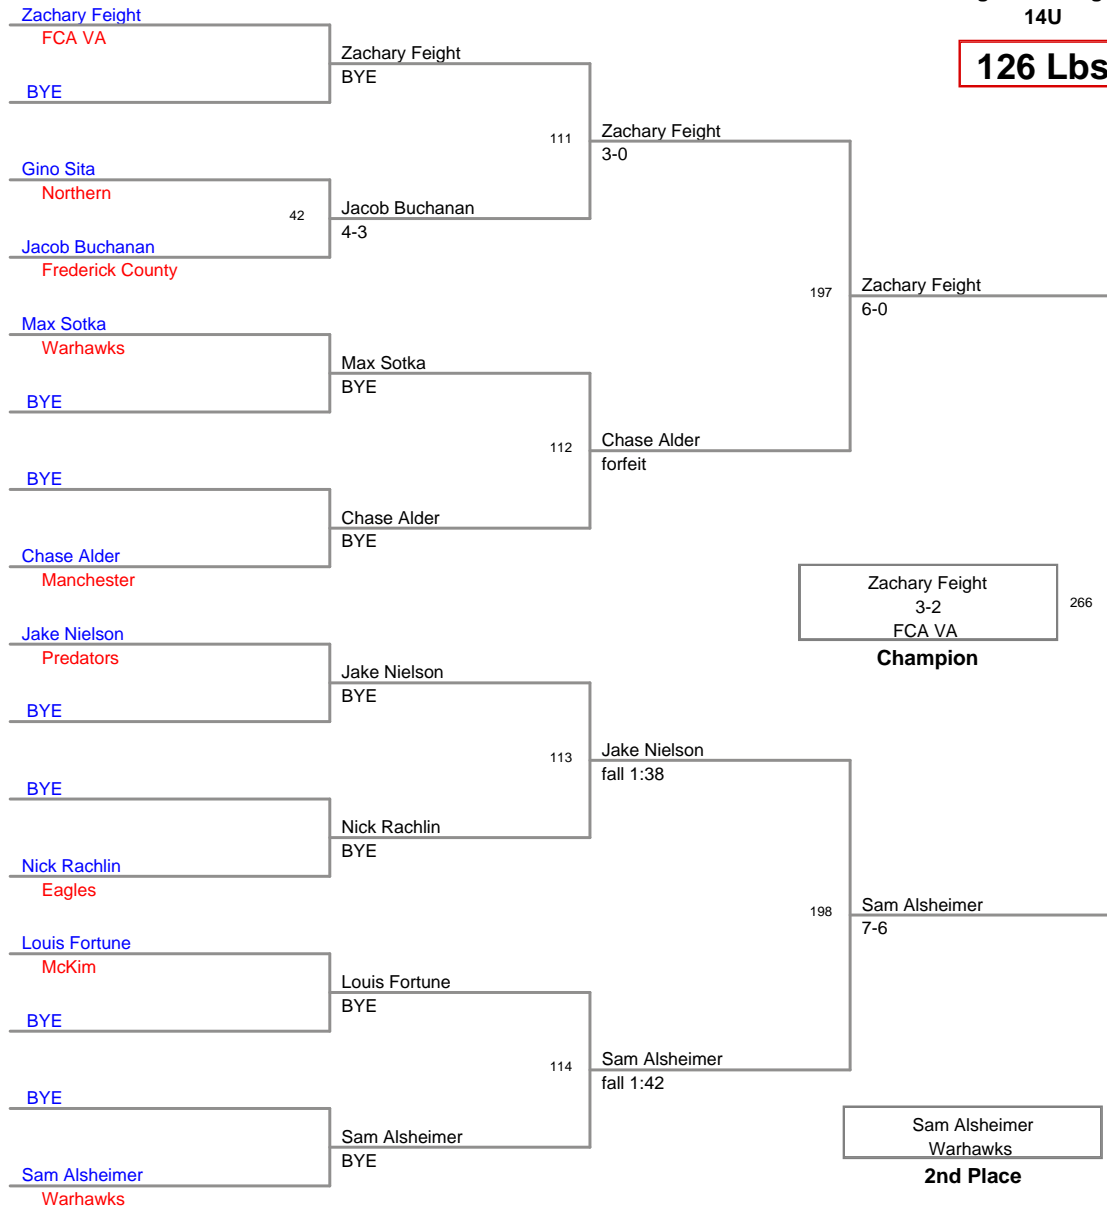 Zachary Feight
14U
FCA VA
Zachary Feight
126 Lbs
BYE
BYE
111
Zachary Feight
3-0
Gino Sita
Northern
42
Jacob Buchanan
4-3
Jacob Buchanan
Frederick County
197
Zachary Feight
6-0
Max Sotka
Warhawks
Max Sotka
BYE
BYE
112
Chase Alder
forfeit
BYE
Chase Alder
BYE
Chase Alder
Manchester
Zachary Feight
3-2
FCA VA
266
Champion
Jake Nielson
Predators
Jake Nielson
BYE
BYE
113
Jake Nielson
fall 1:38
BYE
Nick Rachlin
BYE
Nick Rachlin
Eagles
198
Sam Alsheimer
7-6
Louis Fortune
McKim
Louis Fortune
BYE
BYE
114
Sam Alsheimer
fall 1:42
BYE
Sam Alsheimer
BYE
Sam Alsheimer
Warhawks
2nd Place
Sam Alsheimer
Warhawks